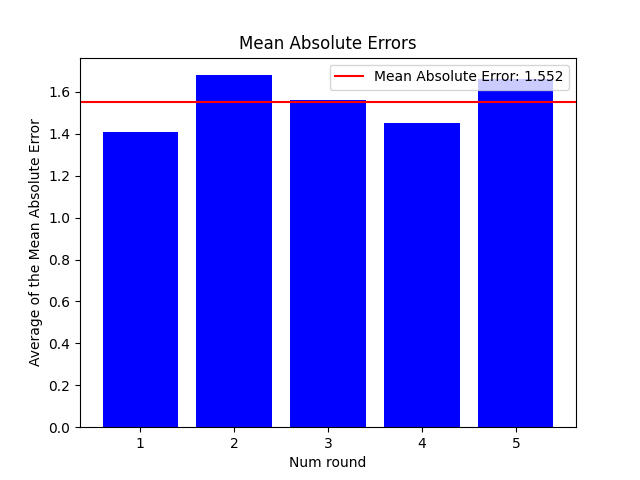 Mean Absolute Errors
Mean Absolute Error: 1.552
Average of the Mean Absolute Error
1.6
1.4
1.2
1.0
0.8
0.6
0.4
0.2
0.0
1 2 3 4 5
Num round